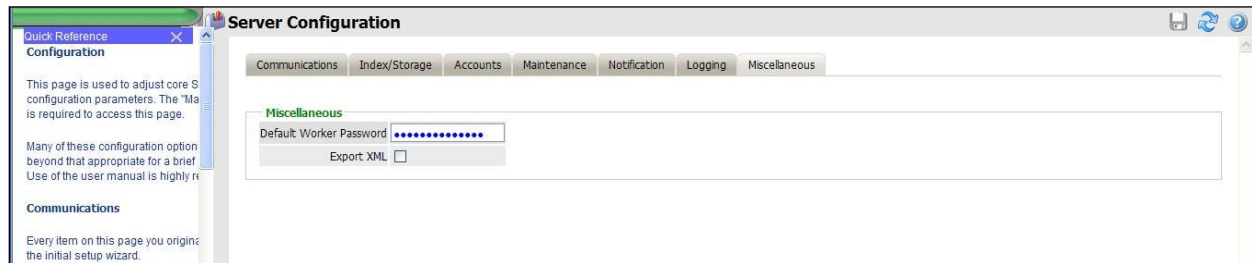 Server Configuration
Quick Reference
Configuration
This page is used to adjust core S
configuration parameters. The "Ma
is required to access this page.
Many of these configuration option
beyond that appropriate for a brief
Use of the user manual is highly re
Communications
Every item on this page you origina
the initial setup wizard.
Communications Index/Storage Accounts Maintenance Notification Logging Miscellaneous
Miscellaneous
Default Worker Password
Export XML